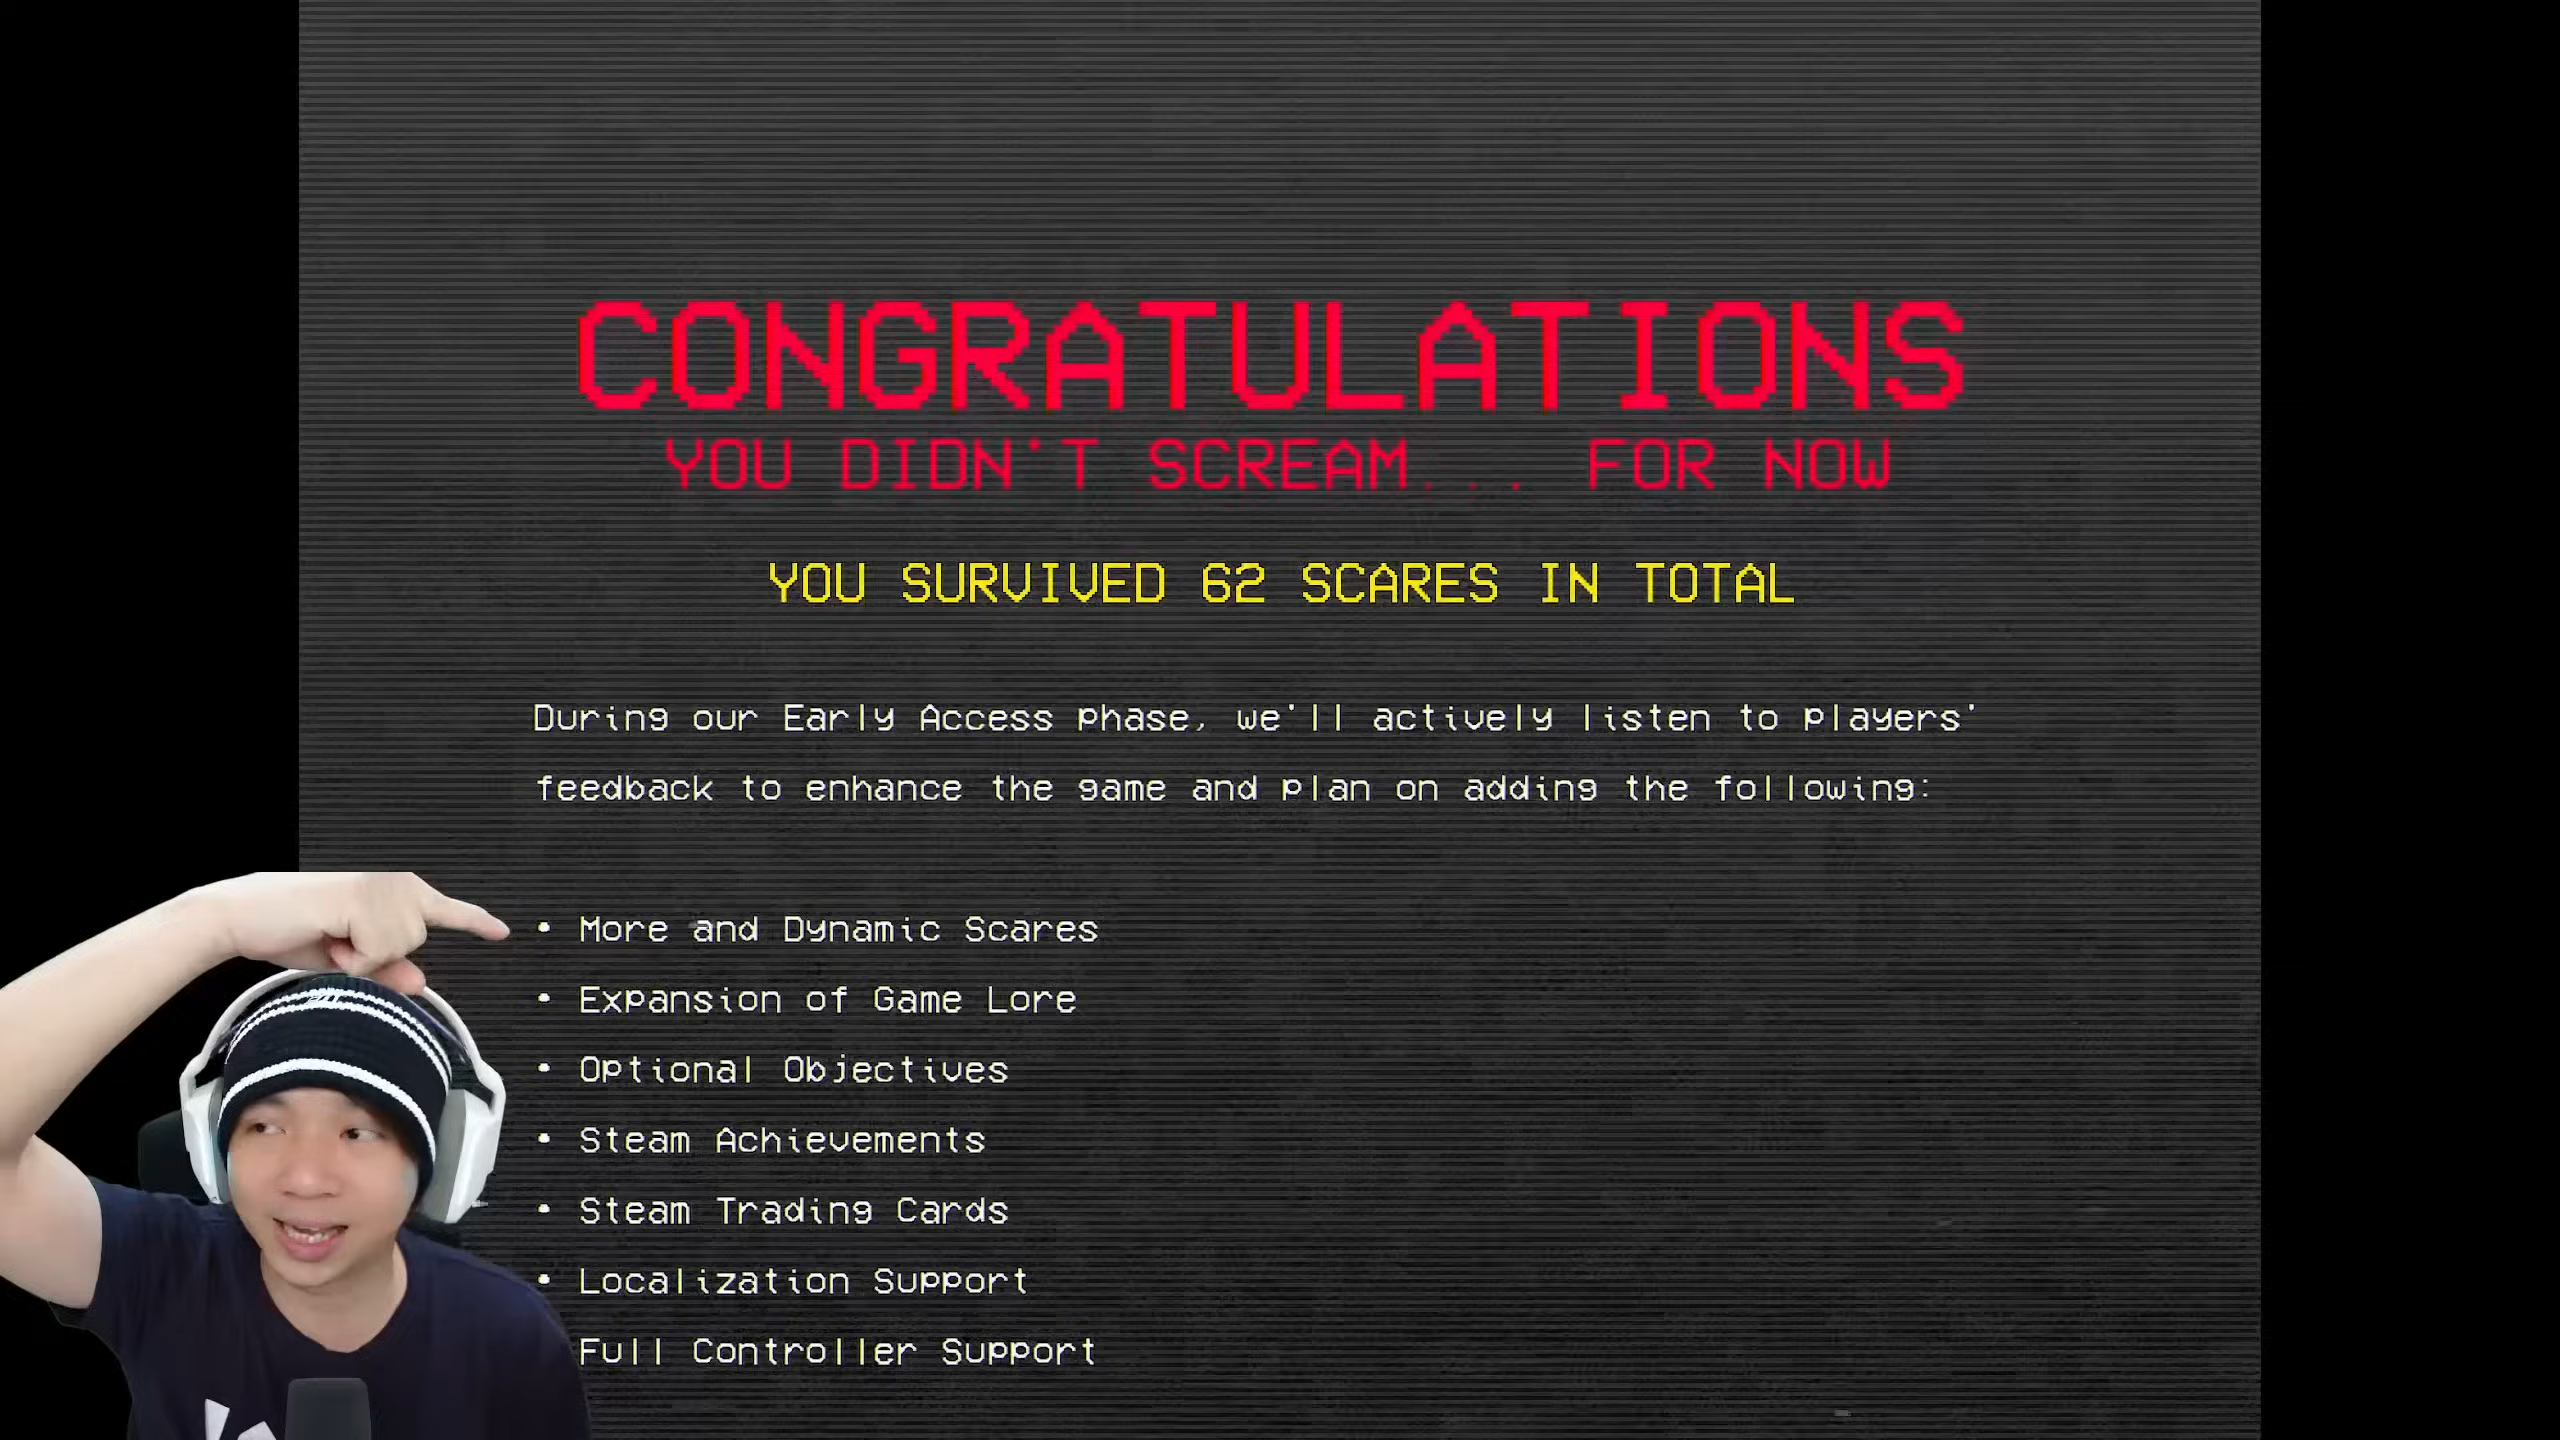 CONGRATULATIONS
YOU DIDN'T SCREAM... FOR NOW
YOU SURVIVED 62 SCARES IN TOTAL
During our Early Access phase, we'll actively listen to players'
feedback to enhance the game and plan on adding the following:
• More and Dynamic Scares
• Expansion of Game Lore
• Optional Objectives
• Steam Achievements
• Steam Trading Cards
• Localization Support
Full Controller Support